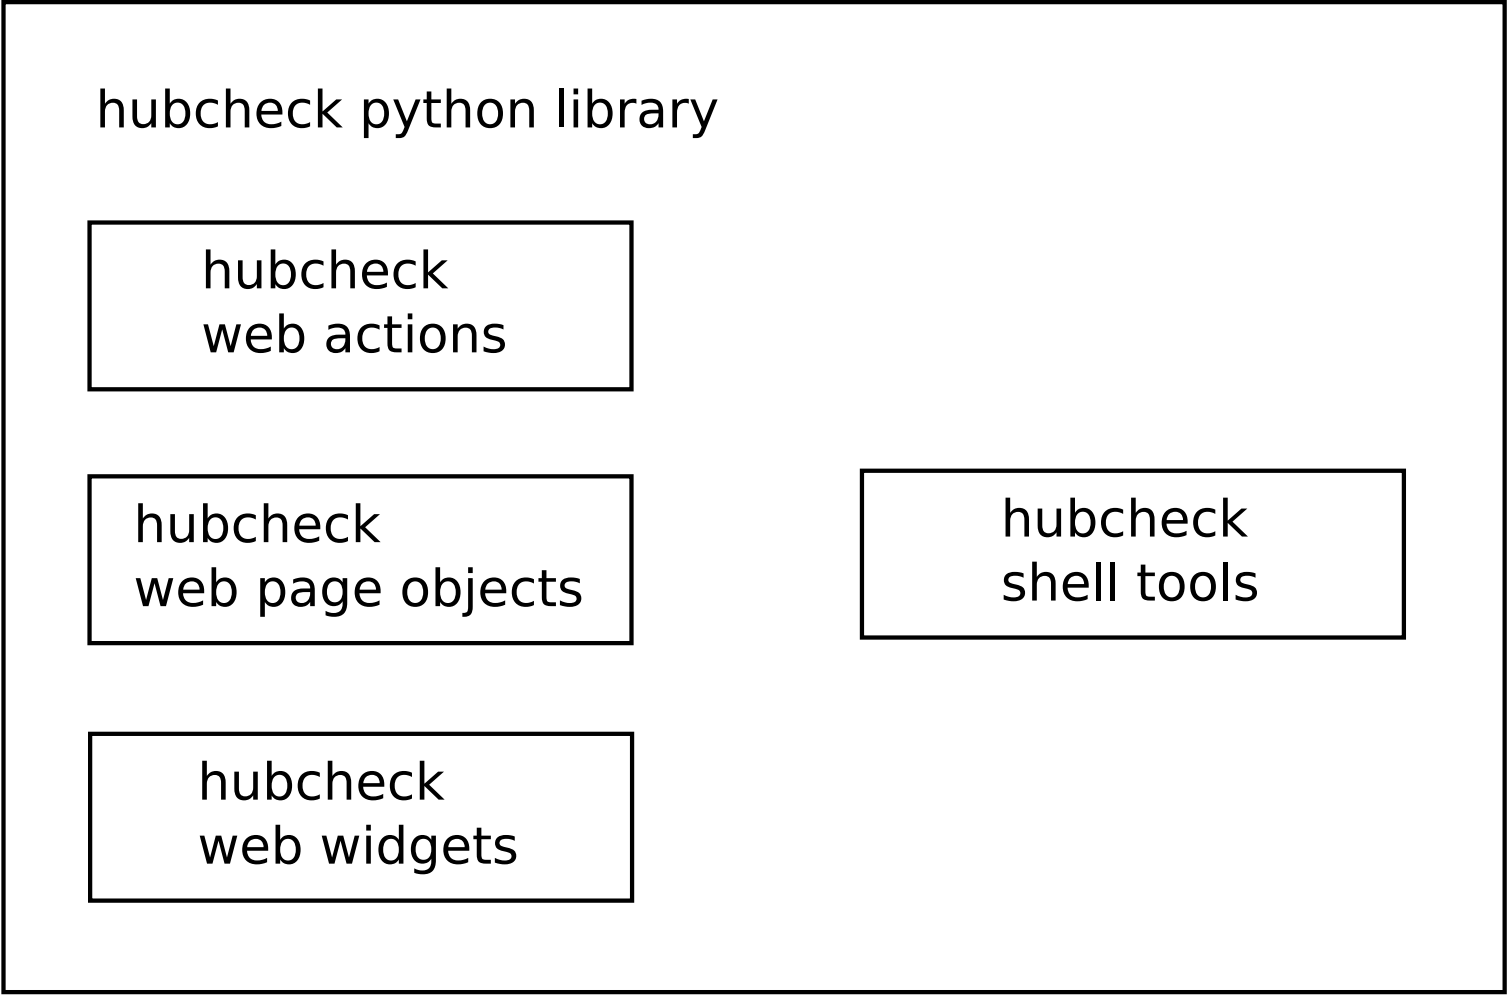 hubcheck python library
hubcheck
web actions
hubcheck
web page objects
hubcheck
web widgets
hubcheck
shell tools